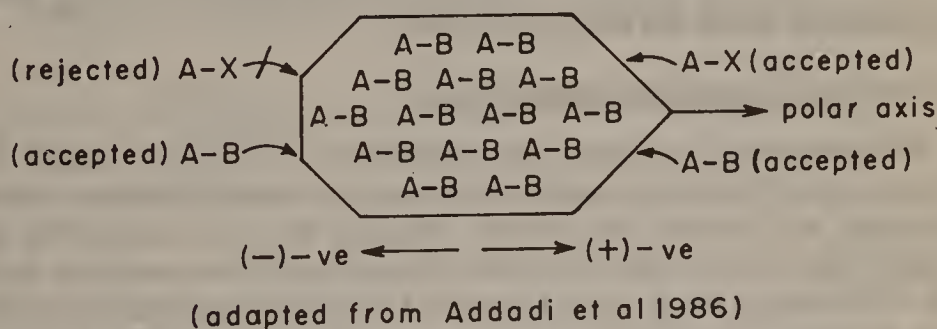 A–B A–B
(rejected) A–X A–B A–B A–B A–X (accepted)
A–B A–B A–B A–B polar axis
(accepted) A–B A–B A–B A–B A–B (accepted)
A–B A–B
(–)–ve (+)–ve
(adapted from Addadi et al 1986)